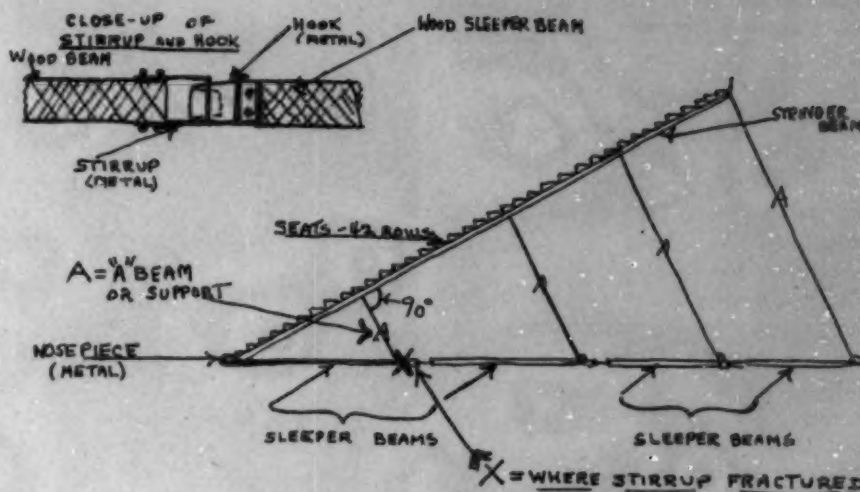 CLOSE-UP OF
STIRRUP AND HOOK
WOOD BEAM
HOOK
(METAL)
WOOD SLEEPER BEAM
STIRRUP
(METAL)
STRINGER
BEAM
SEATS-42 ROWS
A="A" BEAM
OR SUPPORT
90°
A
A
A
A
NOSEPIECE
(METAL)
SLEEPER BEAMS
SLEEPER BEAMS
X
X=WHERE STIRRUP FRACTURED